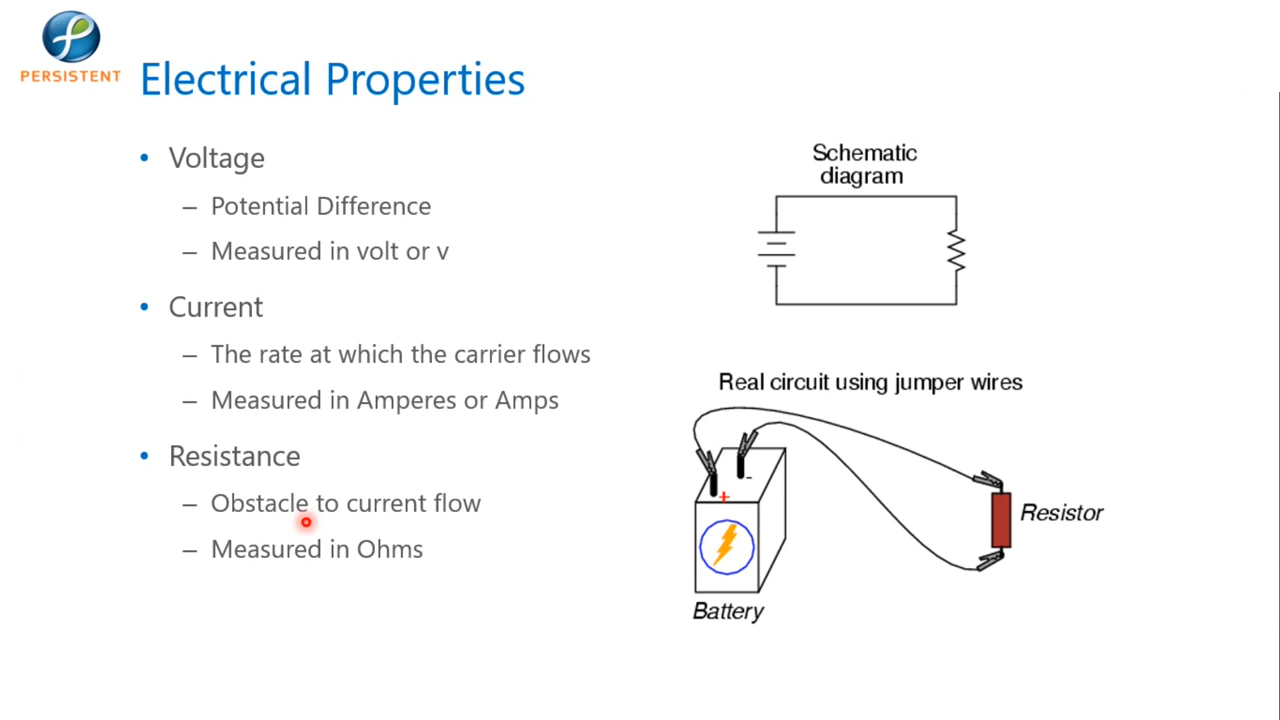 PERSISTENT
Electrical Properties
• Voltage
– Potential Difference
– Measured in volt or v
• Current
– The rate at which the carrier flows
– Measured in Amperes or Amps
• Resistance
– Obstacle to current flow
– Measured in Ohms
Schematic
diagram
Real circuit using jumper wires
-
+
Resistor
Battery